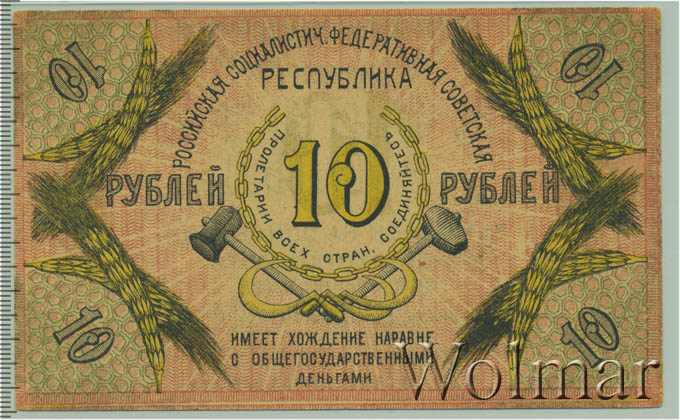 10
10
РОССИЙСКАЯ СОЦИАЛИСТИЧ. ФЕДЕРАТИВНАЯ СОВЕТСКАЯ
РЕСПУБЛИКА
10
РУБЛЕЙ
РУБЛЕЙ
ПРОЛЕТАРИИ ВСЕХ СТРАН, СОЕДИНЯЙТЕСЬ
10
10
ИМЕЕТ ХОЖДЕНИЕ НАРАВНЕ
С ОБЩЕГОСУДАРСТВЕННЫМИ
ДЕНЬГАМИ
Wolmar